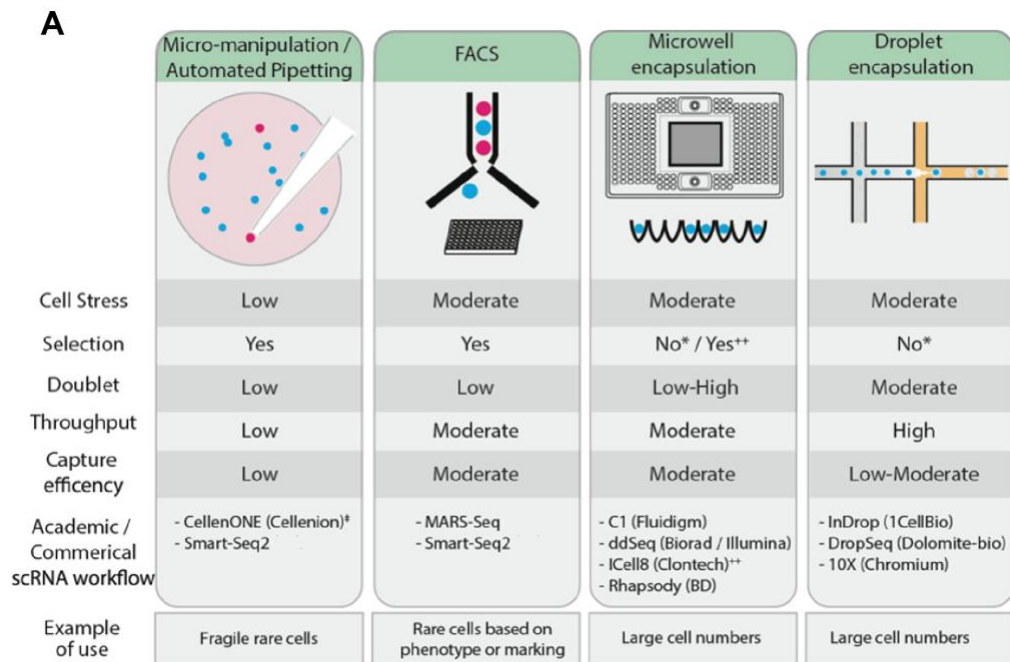 A
Micro-manipulation /
Automated Pipetting
FACS
Microwell
encapsulation
Droplet
encapsulation
Cell Stress
Low
Moderate
Moderate
Moderate
Selection
Yes
Yes
No* / Yes++
No*
Doublet
Low
Low
Low-High
Moderate
Throughput
Low
Moderate
Moderate
High
Capture
efficency
Low
Moderate
Moderate
Low-Moderate
Academic /
Commerical
scRNA workflow
- CellenONE (Cellenion)‡
- Smart-Seq2
- MARS-Seq
- Smart-Seq2
- C1 (Fluidigm)
- ddSeq (Biorad / Illumina)
- ICell8 (Clontech)++
- Rhapsody (BD)
- InDrop (1CellBio)
- DropSeq (Dolomite-bio)
- 10X (Chromium)
Example
of use
Fragile rare cells
Rare cells based on
phenotype or marking
Large cell numbers
Large cell numbers